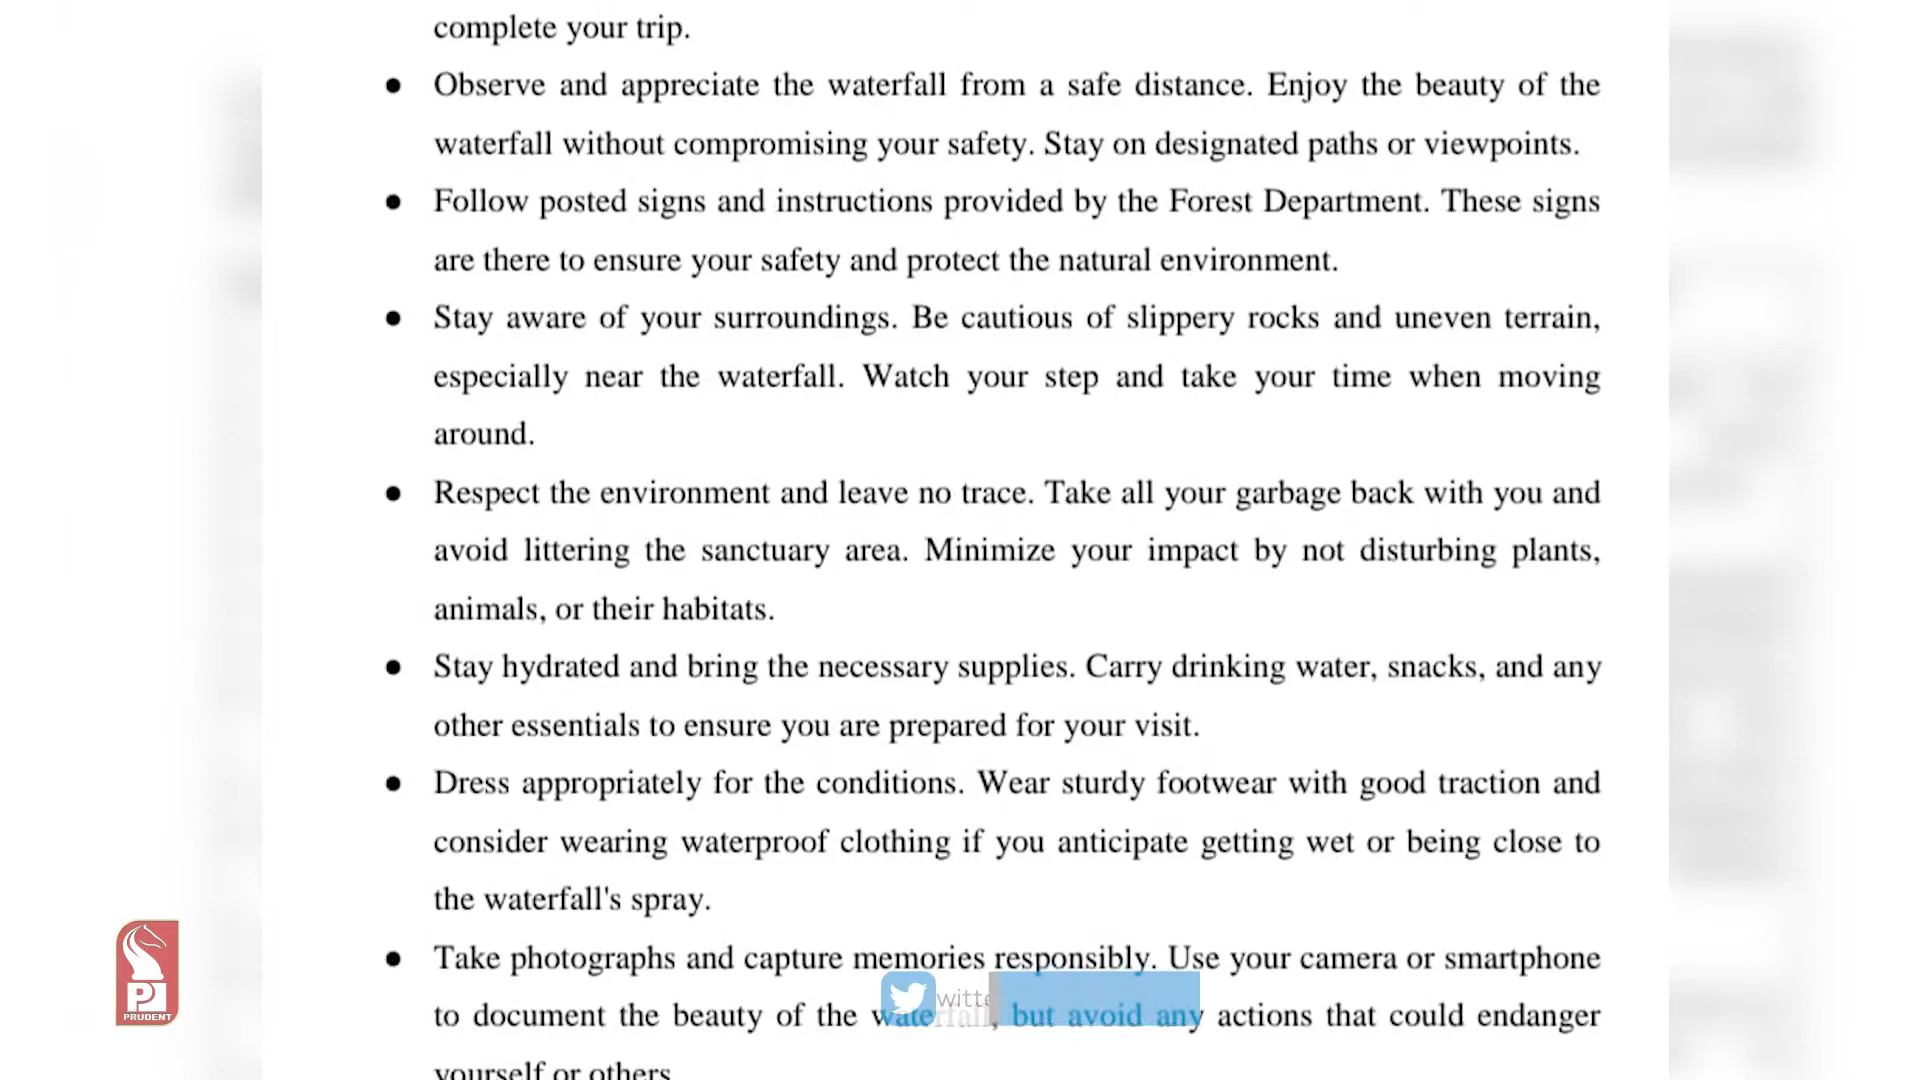 complete your trip.
● Observe and appreciate the waterfall from a safe distance. Enjoy the beauty of the
waterfall without compromising your safety. Stay on designated paths or viewpoints.
● Follow posted signs and instructions provided by the Forest Department. These signs
are there to ensure your safety and protect the natural environment.
● Stay aware of your surroundings. Be cautious of slippery rocks and uneven terrain,
especially near the waterfall. Watch your step and take your time when moving
around.
● Respect the environment and leave no trace. Take all your garbage back with you and
avoid littering the sanctuary area. Minimize your impact by not disturbing plants,
animals, or their habitats.
● Stay hydrated and bring the necessary supplies. Carry drinking water, snacks, and any
other essentials to ensure you are prepared for your visit.
● Dress appropriately for the conditions. Wear sturdy footwear with good traction and
consider wearing waterproof clothing if you anticipate getting wet or being close to
the waterfall's spray.
● Take photographs and capture memories responsibly. Use your camera or smartphone
to document the beauty of the waterfall, but avoid any actions that could endanger
yourself or others.
witte
P
PRUDENT